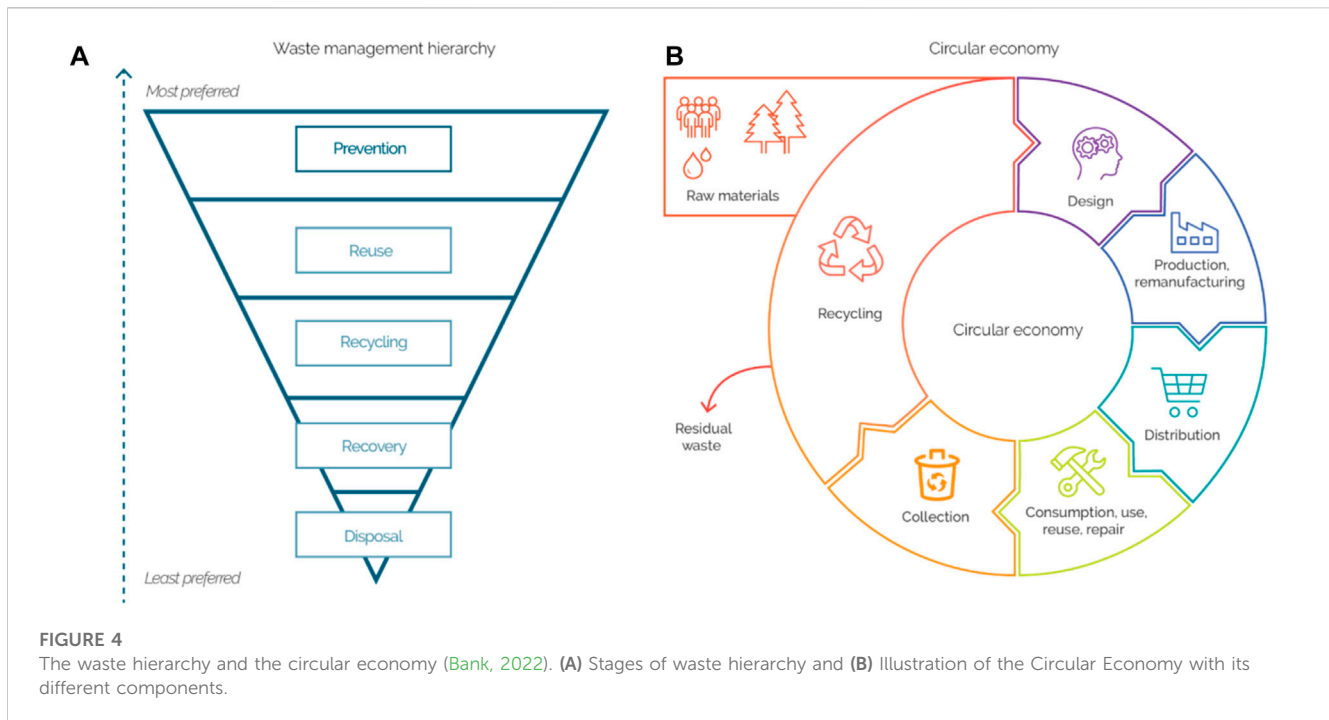 A
Waste management hierarchy
Most preferred
Prevention
Reuse
Recycling
Recovery
Disposal
Least preferred
B
Circular economy
Raw materials
Design
Production,
remanufacturing
Recycling
Circular economy
Distribution
Residual
waste
Collection
Consumption, use,
reuse, repair
FIGURE 4
The waste hierarchy and the circular economy (Bank, 2022). (A) Stages of waste hierarchy and (B) Illustration of the Circular Economy with its
different components.